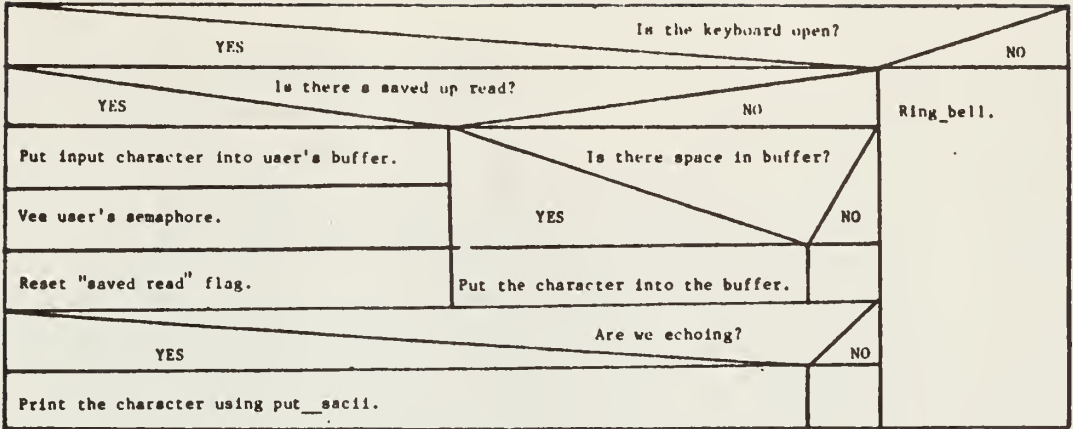 Is the keyboard open?
YES
NO
Is there a saved up read?
YES
NO
Ring_bell.
Put input character into user's buffer.
Is there space in buffer?
Vee user's semaphore.
YES
NO
Reset "saved read" flag.
Put the character into the buffer.
Are we echoing?
YES
NO
Print the character using put__sacii.